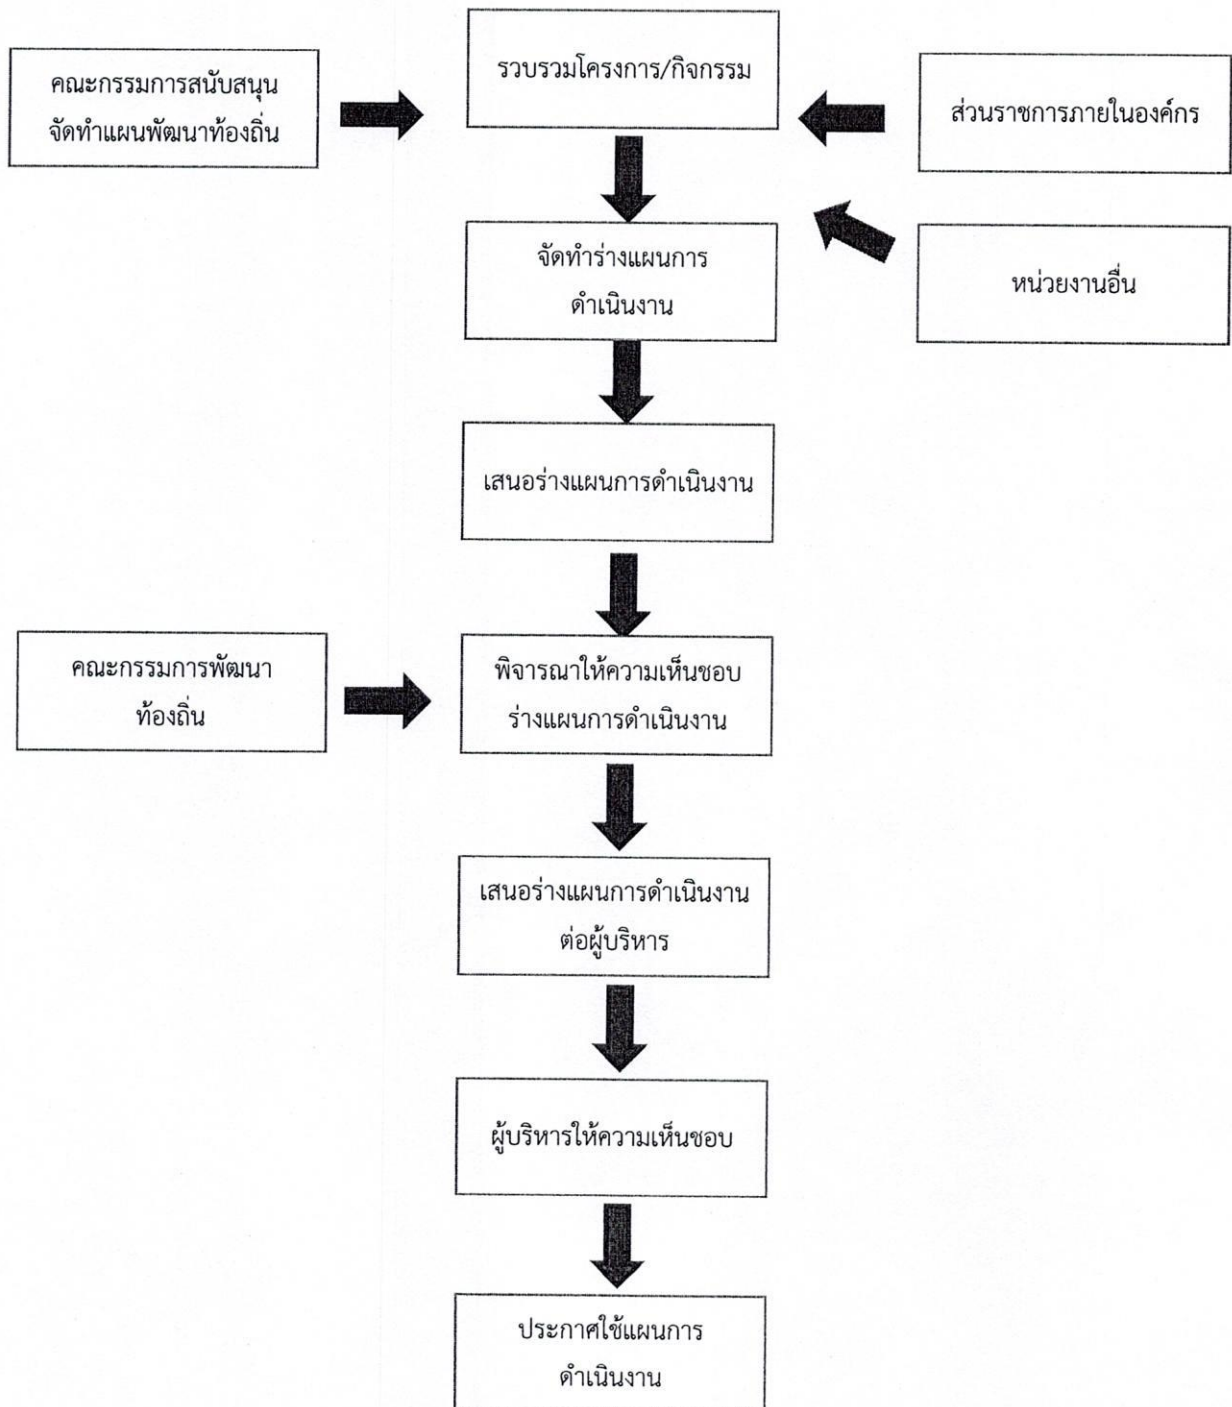 รวบรวมโครงการ/กิจกรรม
คณะกรรมการสนับสนุน
จัดทำแผนพัฒนาท้องถิ่น
ส่วนราชการภายในองค์กร
จัดทำร่างแผนการ
ดำเนินงาน
หน่วยงานอื่น
เสนอร่างแผนการดำเนินงาน
คณะกรรมการพัฒนา
ท้องถิ่น
พิจารณาให้ความเห็นชอบ
ร่างแผนการดำเนินงาน
เสนอร่างแผนการดำเนินงาน
ต่อผู้บริหาร
ผู้บริหารให้ความเห็นชอบ
ประกาศใช้แผนการ
ดำเนินงาน